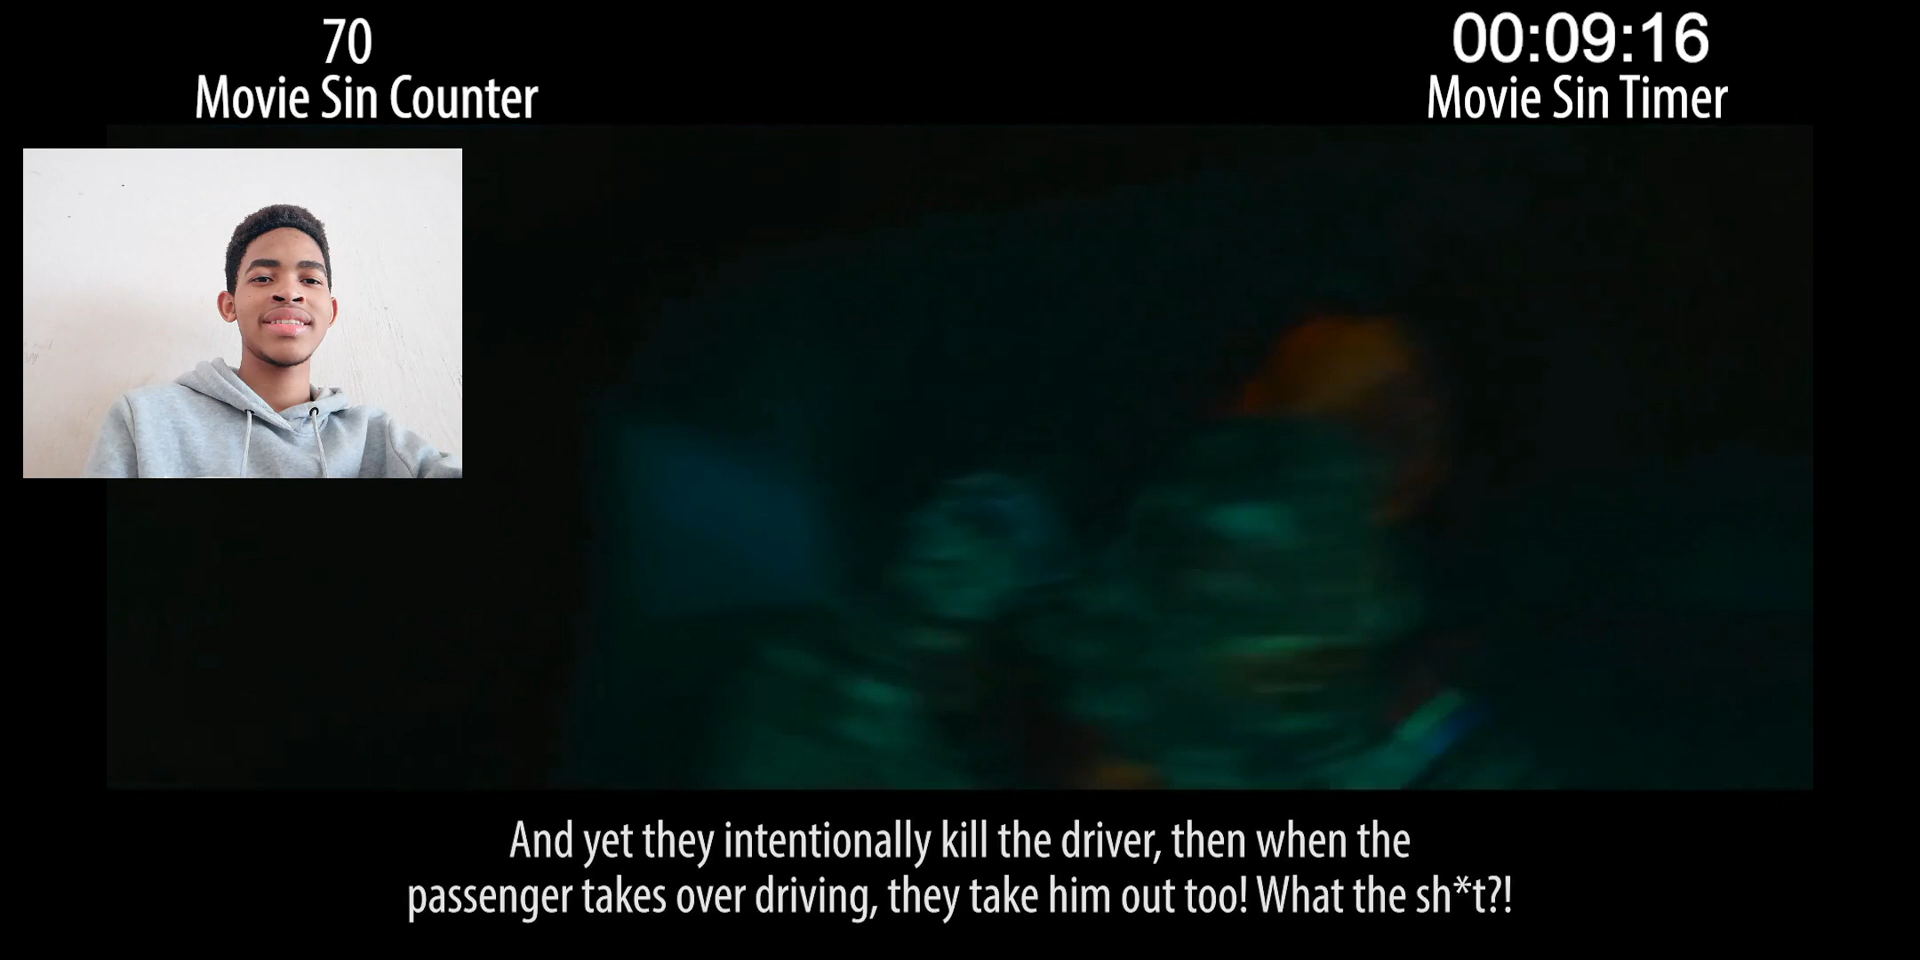 70
Movie Sin Counter
00:09:16
Movie Sin Timer
And yet they intentionally kill the driver, then when the
passenger takes over driving, they take him out too! What the sh*t?!